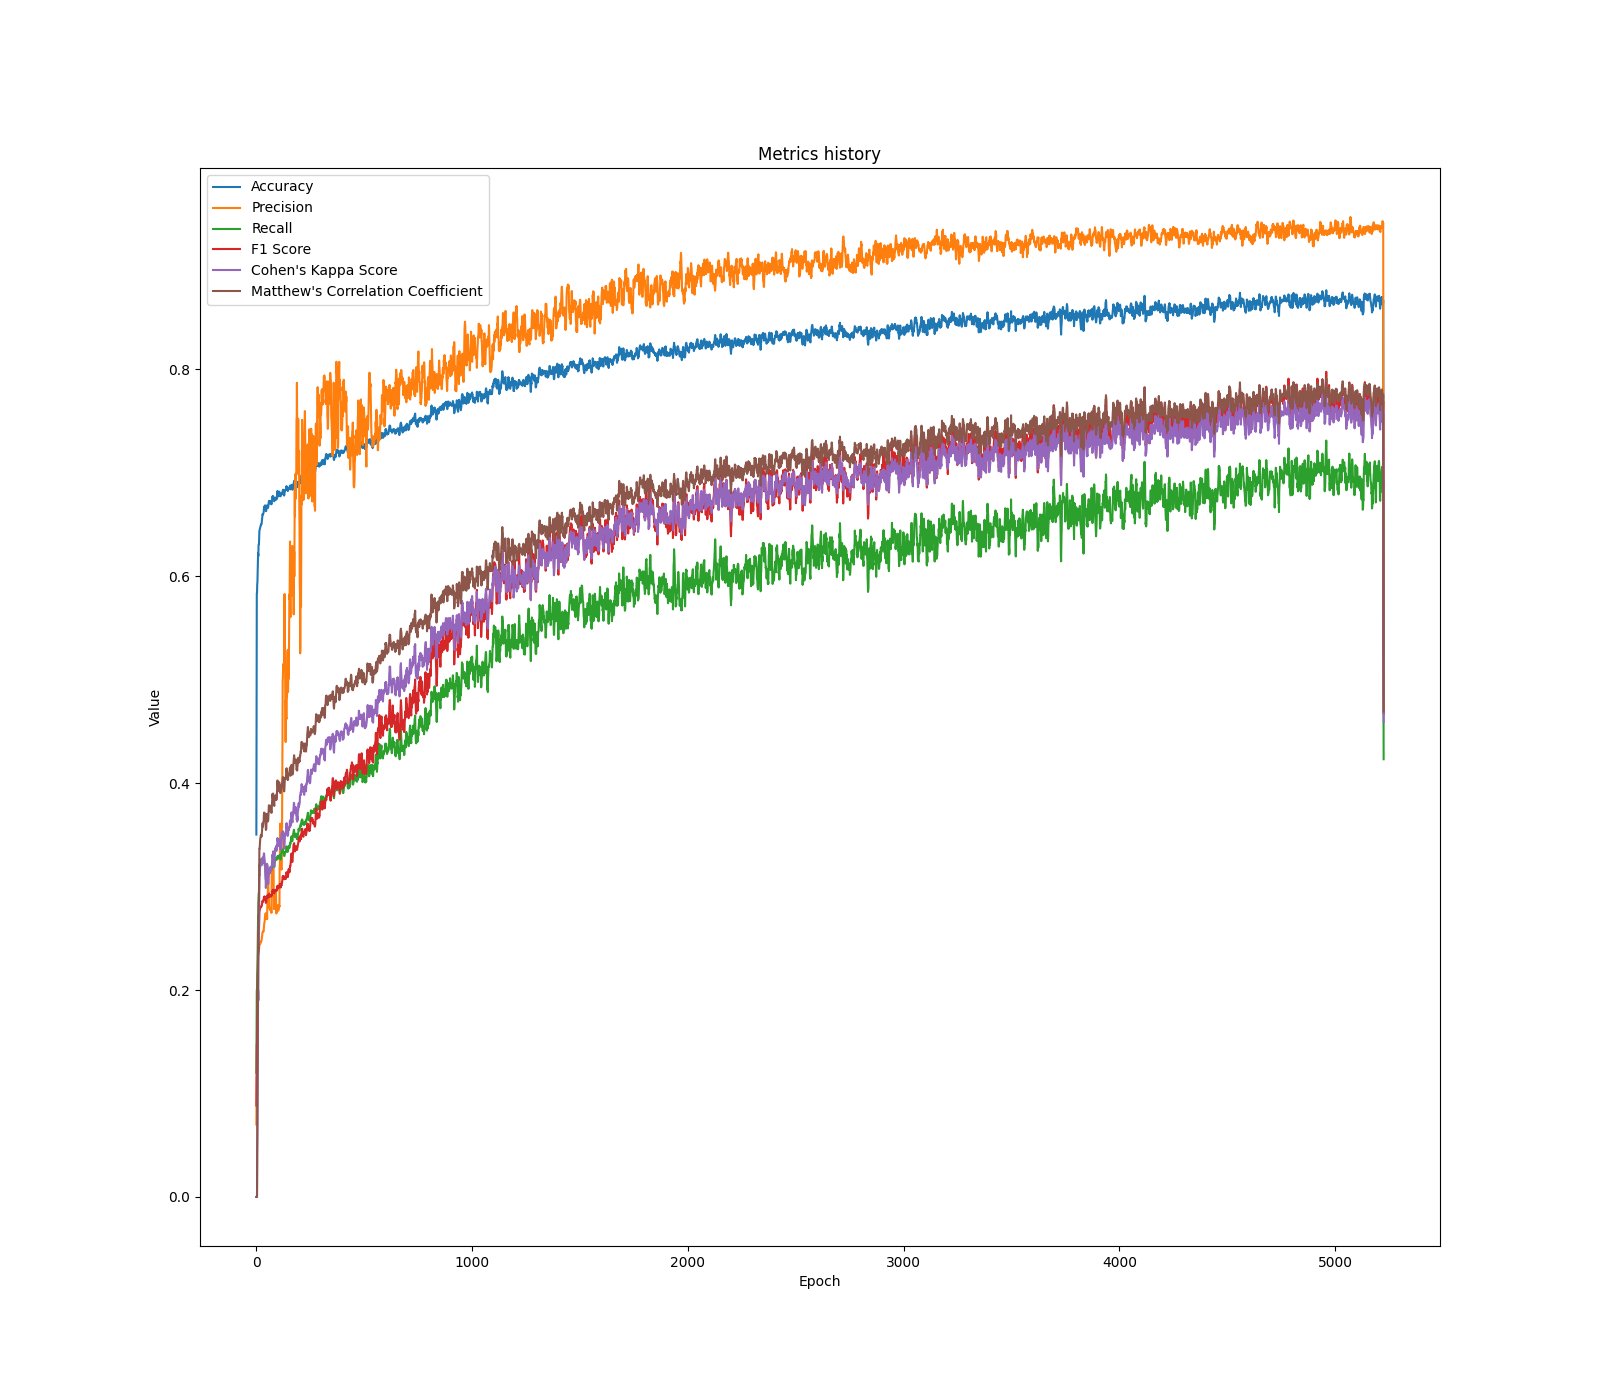 Metrics history
Accuracy
Precision
Recall
F1 Score
Cohen's Kappa Score
Matthew's Correlation Coefficient
0.8
0.6
0.4
0.2
0.0
Value
0 1000 2000 3000 4000 5000
Epoch